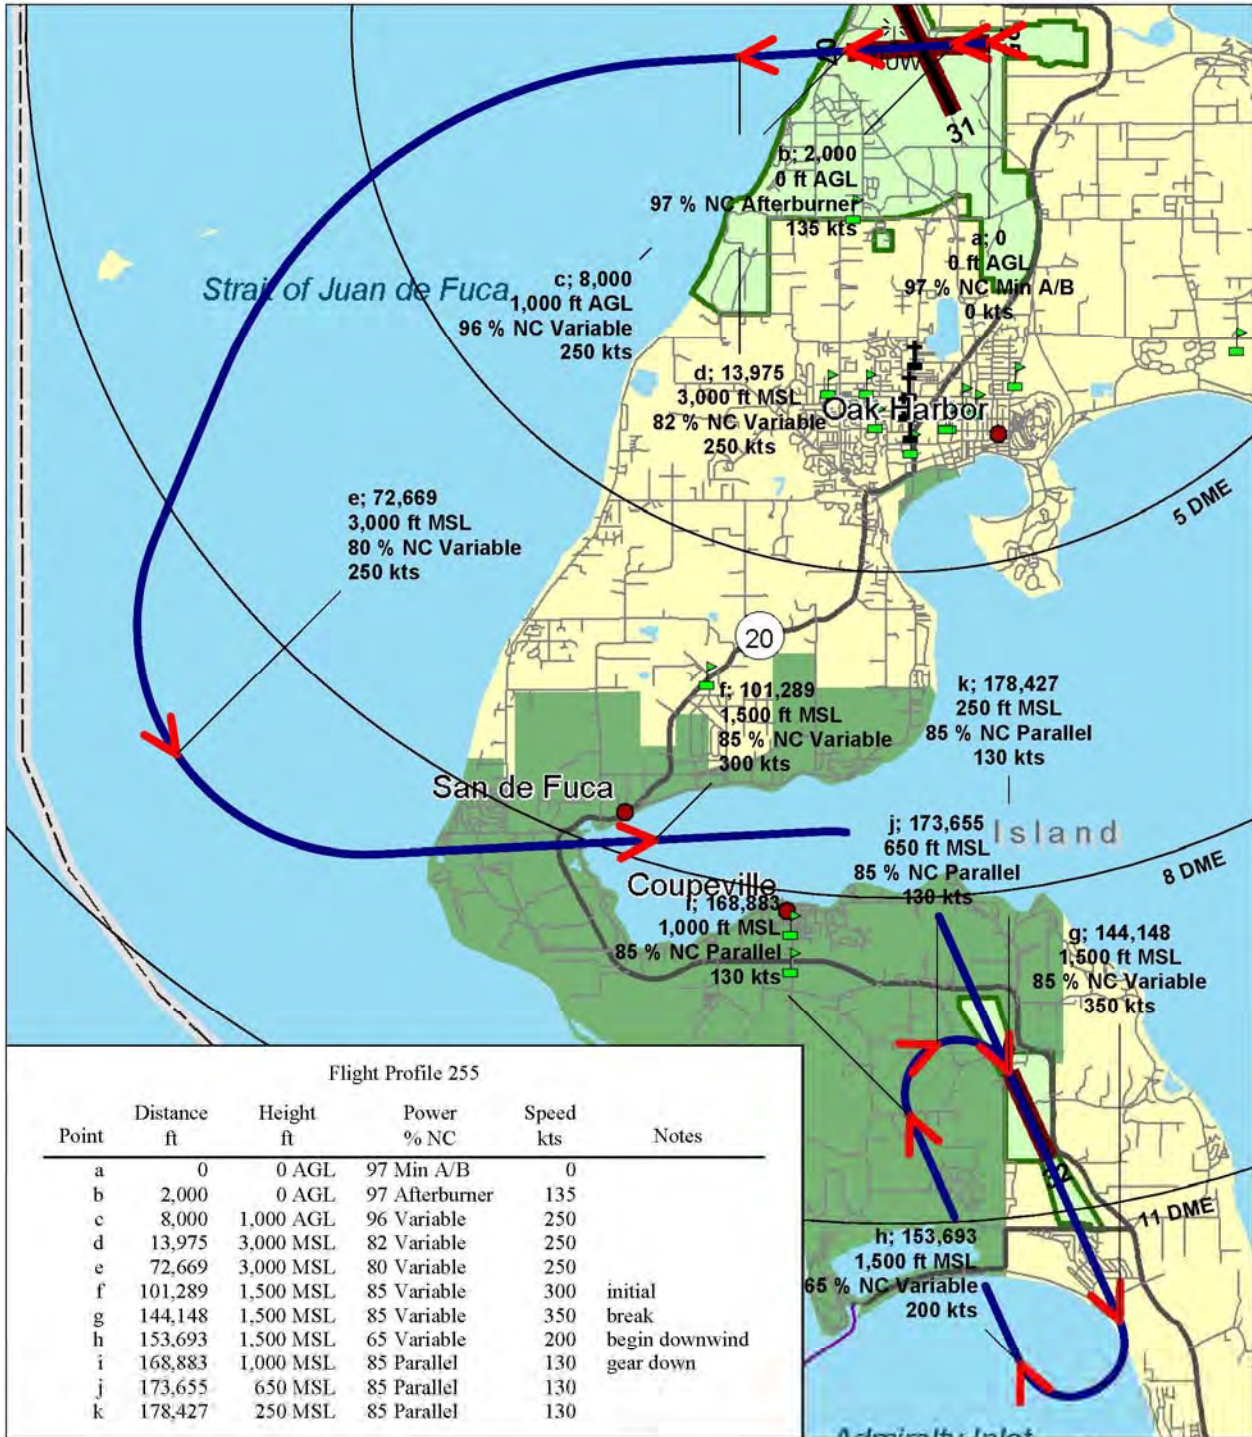 31
b; 2,000
0 ft AGL
97 % NC Afterburner
135 kts
a; 0
0 ft AGL
97 % NC Min A/B
0 kts
Strait of Juan de Fuca
c; 8,000
1,000 ft AGL
96 % NC Variable
250 kts
d; 13,975
3,000 ft MSL
82 % NC Variable
250 kts
Oak Harbor
5 DME
e; 72,669
3,000 ft MSL
80 % NC Variable
250 kts
20
f; 101,289
1,500 ft MSL
85 % NC Variable
300 kts
k; 178,427
250 ft MSL
85 % NC Parallel
130 kts
San de Fuca
j; 173,655
650 ft MSL
85 % NC Parallel
130 kts
Island
8 DME
Coupeville
i; 168,883
1,000 ft MSL
85 % NC Parallel
130 kts
g; 144,148
1,500 ft MSL
85 % NC Variable
350 kts
32
11 DME
h; 153,693
1,500 ft MSL
65 % NC Variable
200 kts
Admiralty Inlet
Flight Profile 255
Point Distance ft Height ft Power % NC Speed kts Notes
a 0 0 AGL 97 Min A/B 0
b 2,000 0 AGL 97 Afterburner 135
c 8,000 1,000 AGL 96 Variable 250
d 13,975 3,000 MSL 82 Variable 250
e 72,669 3,000 MSL 80 Variable 250
f 101,289 1,500 MSL 85 Variable 300 initial
g 144,148 1,500 MSL 85 Variable 350 break
h 153,693 1,500 MSL 65 Variable 200 begin downwind
i 168,883 1,000 MSL 85 Parallel 130 gear down
j 173,655 650 MSL 85 Parallel 130
k 178,427 250 MSL 85 Parallel 130